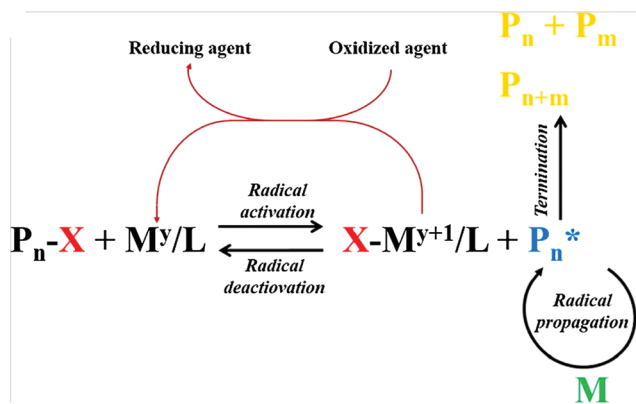 Pn + Pm
Reducing agent Oxidized agent
Pn+m
Termination
Radical
activation
Pn-X + My/L X-My+1/L + Pn*
Radical
deactiovation
Radical
propagation
M